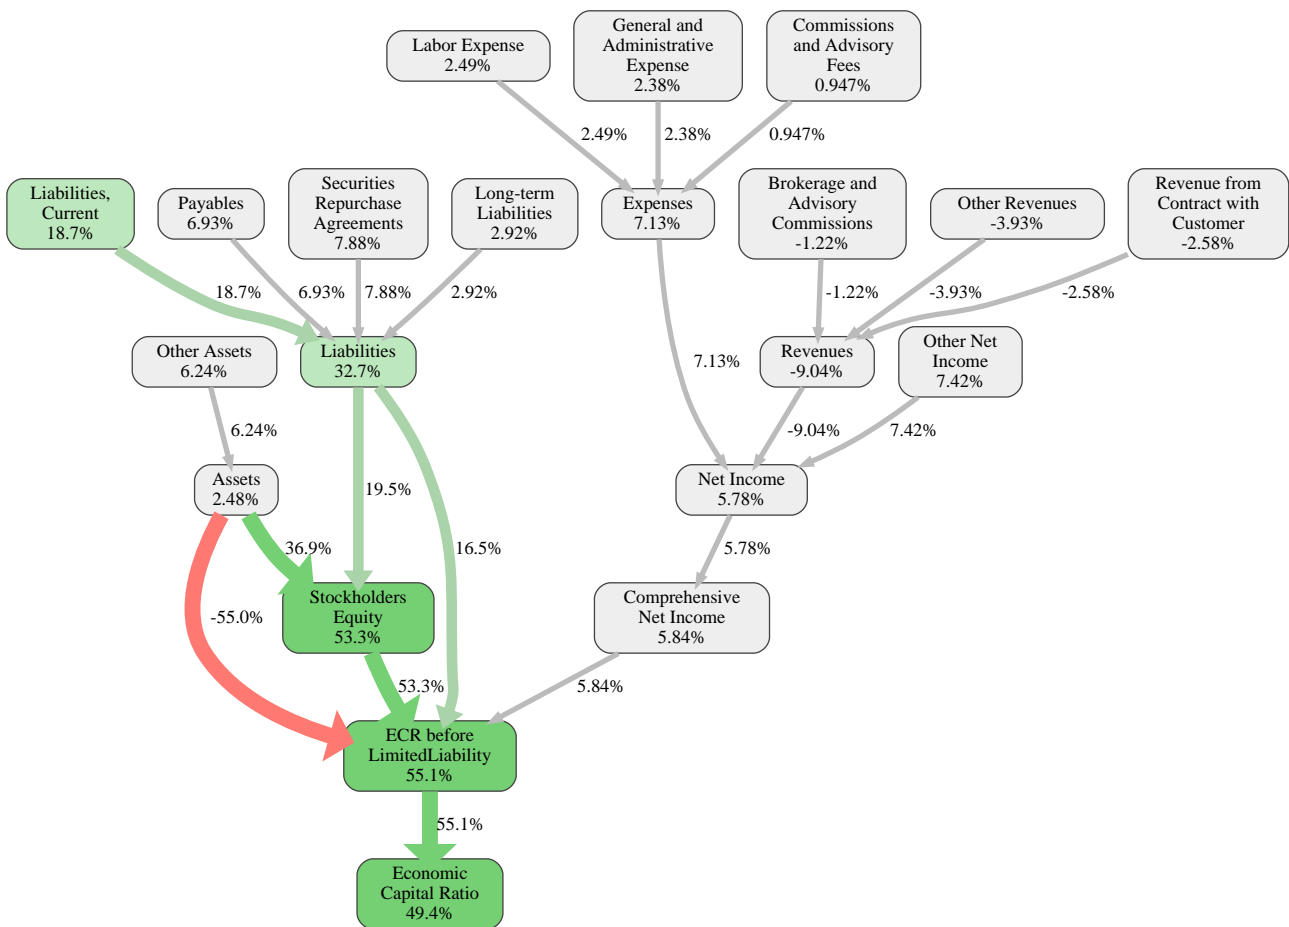 Labor Expense
2.49%
General and
Administrative
Expense
2.38%
Commissions
and Advisory
Fees
0.947%
2.49%
2.38%
0.947%
Liabilities,
Current
18.7%
Payables
6.93%
Securities
Repurchase
Agreements
7.88%
Long-term
Liabilities
2.92%
Expenses
7.13%
Brokerage and
Advisory
Commissions
-1.22%
Other Revenues
-3.93%
Revenue from
Contract with
Customer
-2.58%
18.7%
6.93%
7.88%
2.92%
-1.22%
-3.93%
-2.58%
Other Assets
6.24%
Liabilities
32.7%
7.13%
Revenues
-9.04%
Other Net
Income
7.42%
6.24%
-9.04%
7.42%
Assets
2.48%
19.5%
Net Income
5.78%
36.9%
16.5%
5.78%
-55.0%
Stockholders
Equity
53.3%
Comprehensive
Net Income
5.84%
53.3%
5.84%
ECR before
LimitedLiability
55.1%
55.1%
Economic
Capital Ratio
49.4%